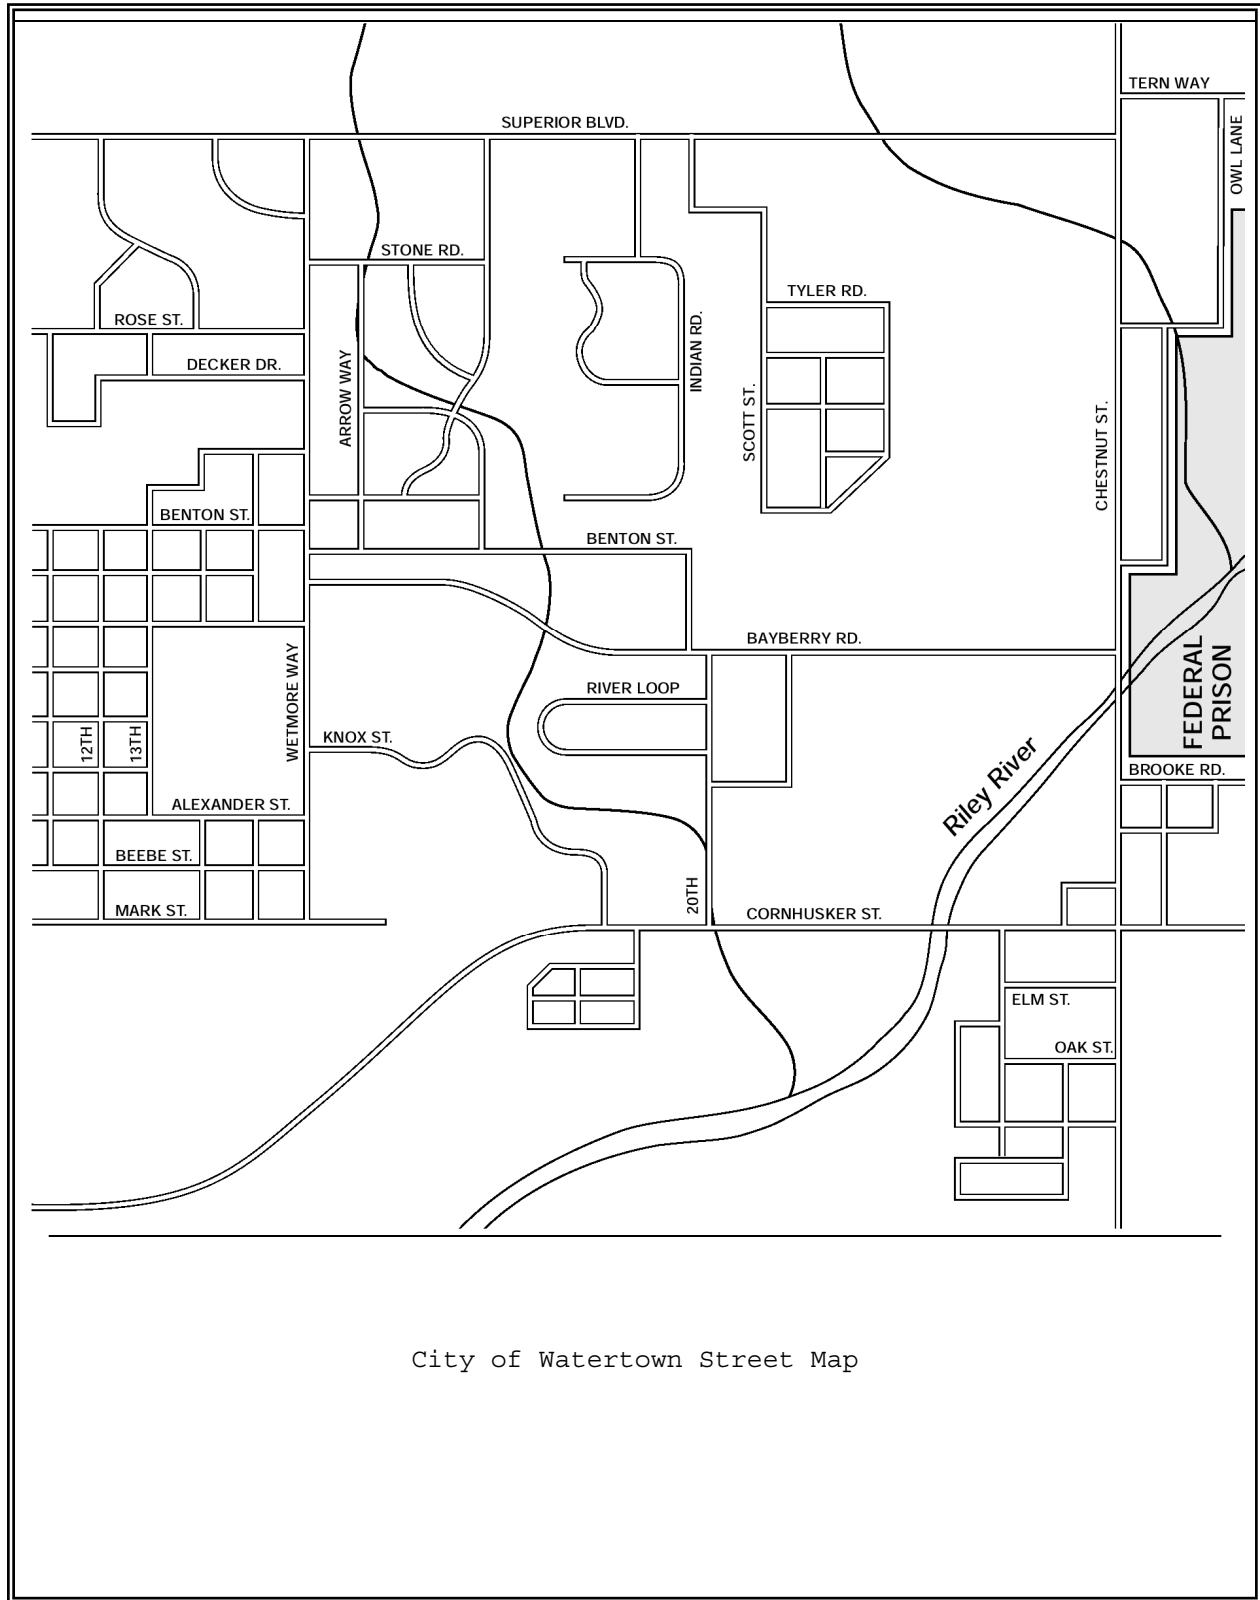 TERN WAY
SUPERIOR BLVD.
OWL LANE
STONE RD.
TYLER RD.
ROSE ST.
INDIAN RD.
DECKER DR.
ARROW WAY
SCOTT ST.
CHESTNUT ST.
BENTON ST.
BENTON ST.
BAYBERRY RD.
WETMORE WAY
RIVER LOOP
FEDERAL
PRISON
KNOX ST.
12TH
13TH
Riley River
BROOKE RD.
ALEXANDER ST.
BEEBE ST.
20TH
MARK ST.
CORNHUSKER ST.
ELM ST.
OAK ST.
City of Watertown Street Map